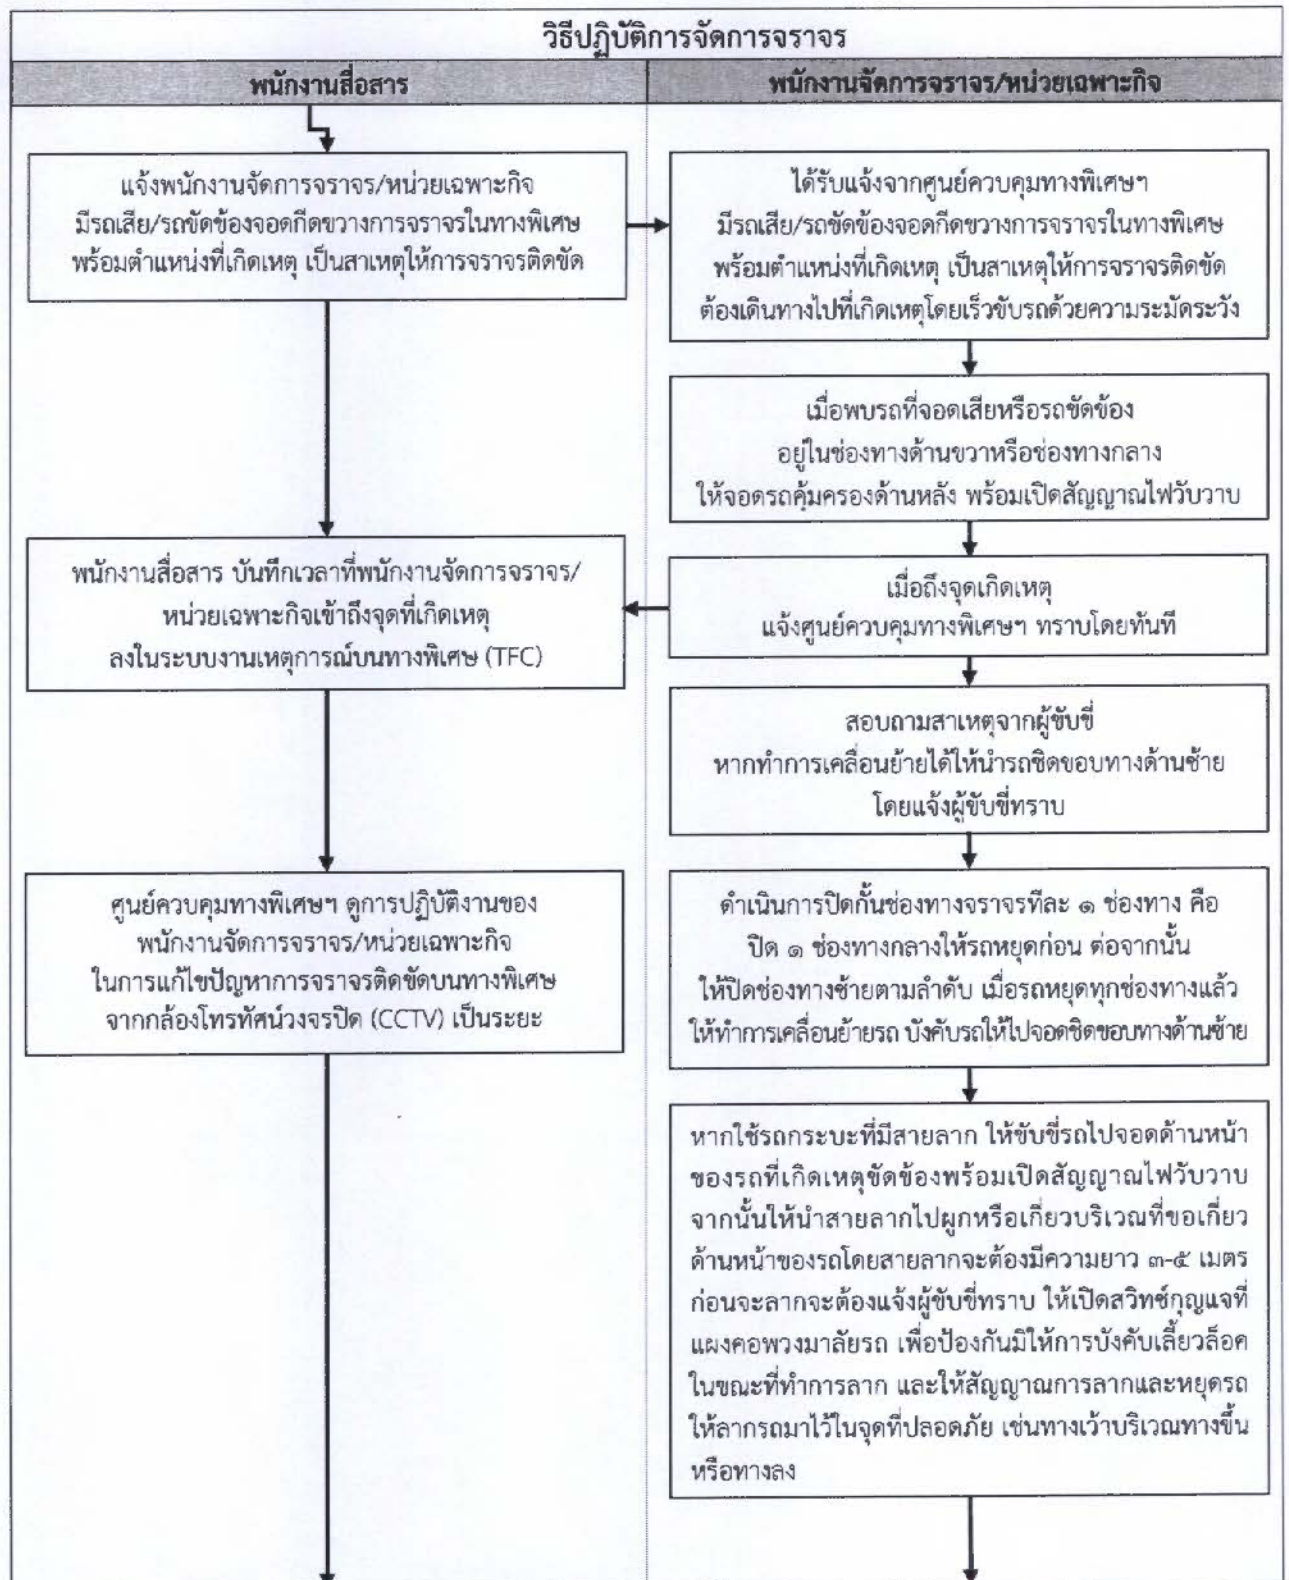 วิธีปฏิบัติการจัดการจราจร
พนักงานสื่อสาร
พนักงานจัดการจราจร/หน่วยเฉพาะกิจ
แจ้งพนักงานจัดการจราจร/หน่วยเฉพาะกิจ
มีรถเสีย/รถขัดข้องจอดกีดขวางการจราจรในทางพิเศษ
พร้อมตำแหน่งที่เกิดเหตุ เป็นสาเหตุให้การจราจรติดขัด
ได้รับแจ้งจากศูนย์ควบคุมทางพิเศษฯ
มีรถเสีย/รถขัดข้องจอดกีดขวางการจราจรในทางพิเศษ
พร้อมตำแหน่งที่เกิดเหตุ เป็นสาเหตุให้การจราจรติดขัด
ต้องเดินทางไปที่เกิดเหตุโดยเร็วขับรถด้วยความระมัดระวัง
เมื่อพบรถที่จอดเสียหรือรถขัดข้อง
อยู่ในช่องทางด้านขวาหรือช่องทางกลาง
ให้จอดรถคุ้มครองด้านหลัง พร้อมเปิดสัญญาณไฟวับวาบ
เมื่อถึงจุดเกิดเหตุ
แจ้งศูนย์ควบคุมทางพิเศษฯ ทราบโดยทันที
พนักงานสื่อสาร บันทึกเวลาที่พนักงานจัดการจราจร/
หน่วยเฉพาะกิจเข้าถึงจุดที่เกิดเหตุ
ลงในระบบงานเหตุการณ์บนทางพิเศษ (TFC)
สอบถามสาเหตุจากผู้ขับขี่
หากทำการเคลื่อนย้ายได้ให้นำรถชิดขอบทางด้านซ้าย
โดยแจ้งผู้ขับขี่ทราบ
ศูนย์ควบคุมทางพิเศษฯ ดูการปฏิบัติงานของ
พนักงานจัดการจราจร/หน่วยเฉพาะกิจ
ในการแก้ไขปัญหาการจราจรติดขัดบนทางพิเศษ
จากกล้องโทรทัศน์วงจรปิด (CCTV) เป็นระยะ
ดำเนินการปิดกั้นช่องทางจราจรทีละ ๑ ช่องทาง คือ
ปิด ๑ ช่องทางกลางให้รถหยุดก่อน ต่อจากนั้น
ให้ปิดช่องทางซ้ายตามลำดับ เมื่อรถหยุดทุกช่องทางแล้ว
ให้ทำการเคลื่อนย้ายรถ บังคับรถให้ไปจอดชิดขอบทางด้านซ้าย
หากใช้รถกระบะที่มีสายลาก ให้ขับขี่รถไปจอดด้านหน้า
ของรถที่เกิดเหตุขัดข้องพร้อมเปิดสัญญาณไฟวับวาบ
จากนั้นให้นำสายลากไปผูกหรือเกี่ยวบริเวณที่ขอเกี่ยว
ด้านหน้าของรถโดยสายลากจะต้องมีความยาว ๓-๕ เมตร
ก่อนจะลากจะต้องแจ้งผู้ขับขี่ทราบ ให้เปิดสวิทช์กุญแจที่
แผงคอพวงมาลัยรถ เพื่อป้องกันมิให้การบังคับเลี้ยวล็อค
ในขณะที่ทำการลาก และให้สัญญาณการลากและหยุดรถ
ให้ลากรถมาไว้ในจุดที่ปลอดภัย เช่นทางเว้าบริเวณทางขึ้น
หรือทางลง